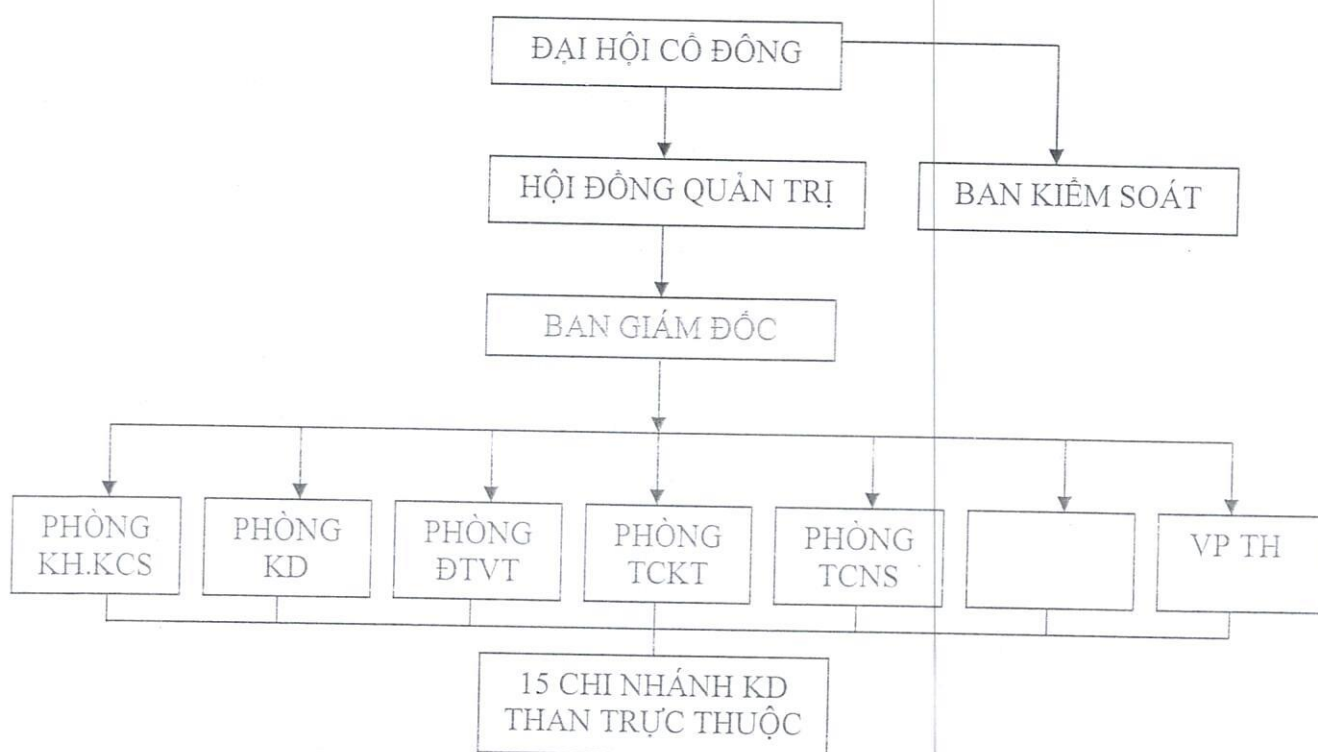 ĐẠI HỘI CỔ ĐÔNG
HỘI ĐỒNG QUẢN TRỊ
BAN KIỂM SOÁT
BAN GIÁM ĐỐC
PHÒNG
KH.KCS
PHÒNG
KD
PHÒNG
ĐTVT
PHÒNG
TCKT
PHÒNG
TCNS
VP TH
15 CHI NHÁNH KD
THAN TRỰC THUỘC